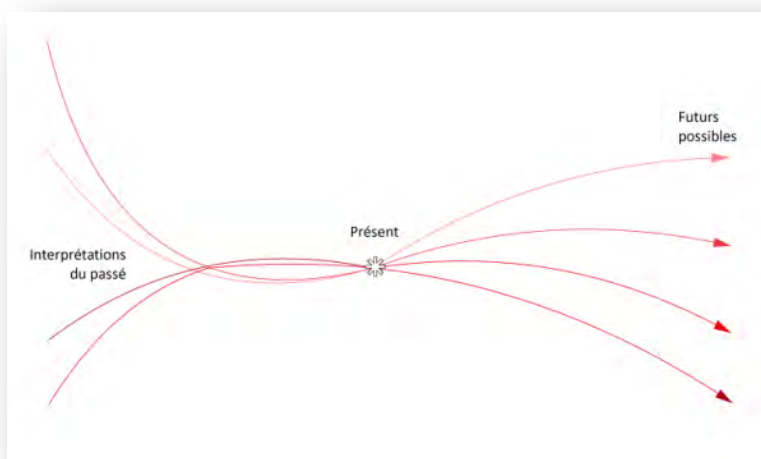 Futurs
possibles
Présent
Interprétations
du passé